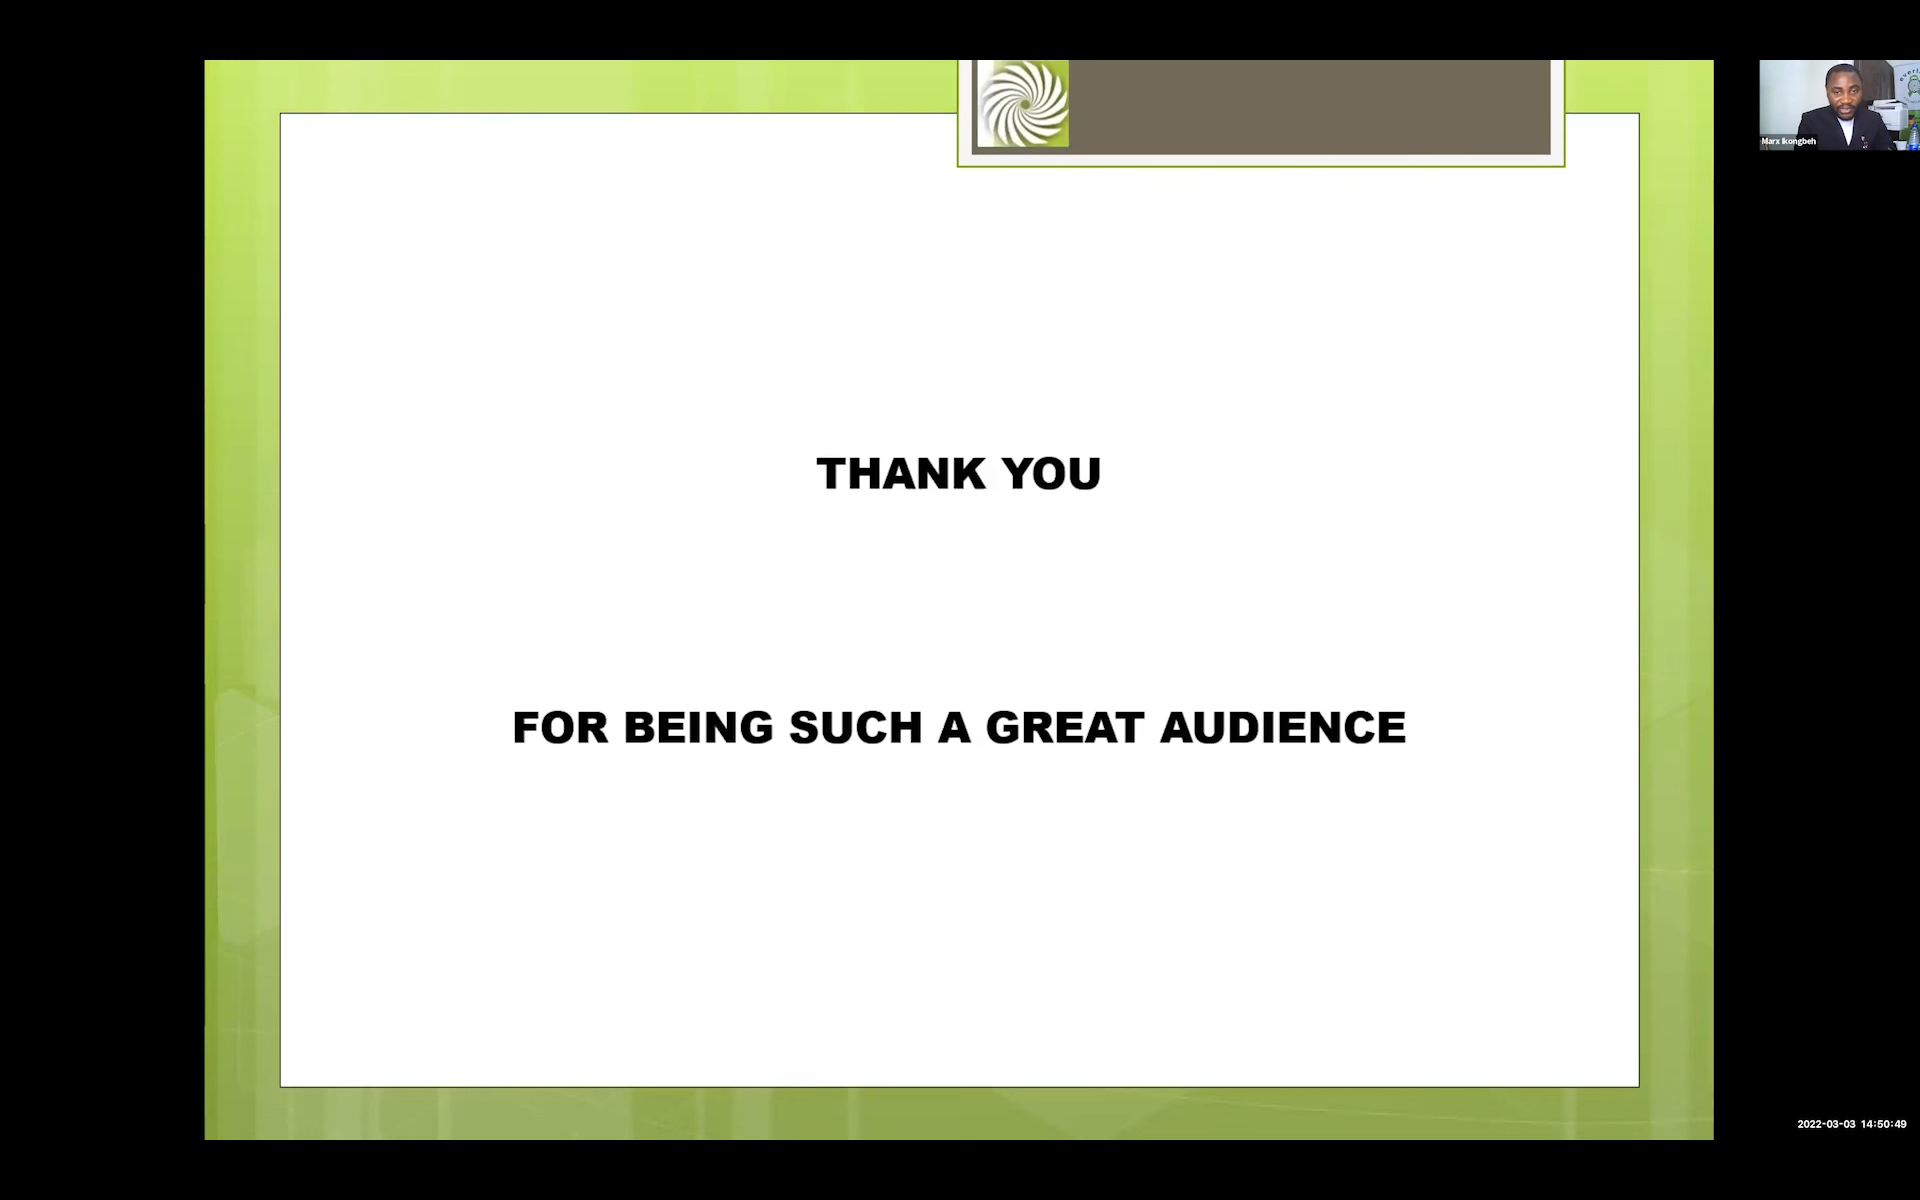 THANK YOU
FOR BEING SUCH A GREAT AUDIENCE
Marx Ikongbeh
2022-03-03 14:50:49